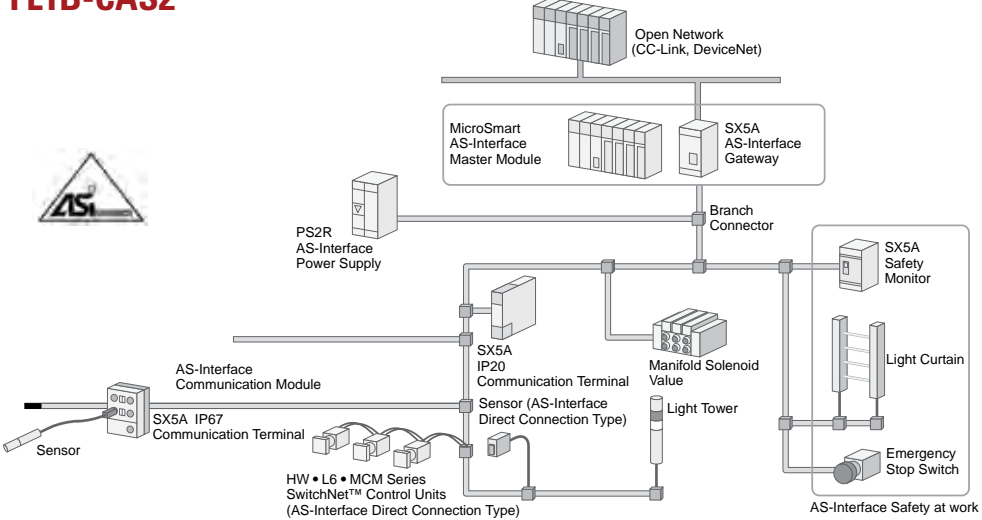 FL1B-CAS2
Open Network
(CC-Link, DeviceNet)
MicroSmart
AS-Interface
Master Module
SX5A
AS-Interface
Gateway
ASi
PS2R
AS-Interface
Power Supply
Branch
Connector
SX5A
Safety
Monitor
SX5A
IP20
Communication Terminal
Manifold Solenoid
Value
Light Curtain
AS-Interface
Communication Module
SX5A IP67
Communication Terminal
Sensor
Sensor (AS-Interface
Direct Connection Type)
Light Tower
HW • L6 • MCM Series
SwitchNet™ Control Units
(AS-Interface Direct Connection Type)
Emergency
Stop Switch
AS-Interface Safety at work